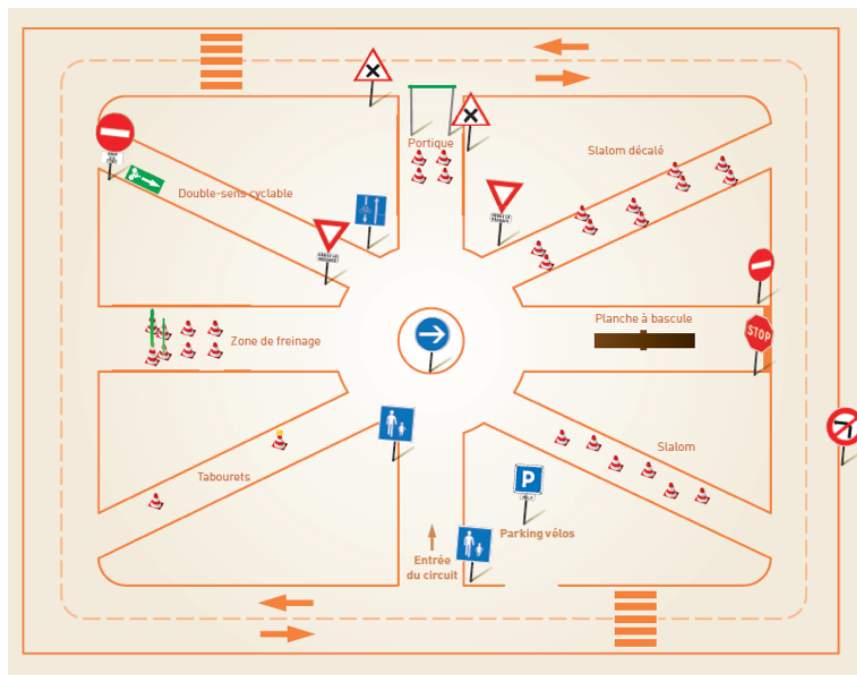 Portique
Slalom décalé
Double-sens cyclable
Planche à bascule
STOP
Zone de freinage
Slalom
Tabourets
P
Parking vélos
Entrée
du circuit